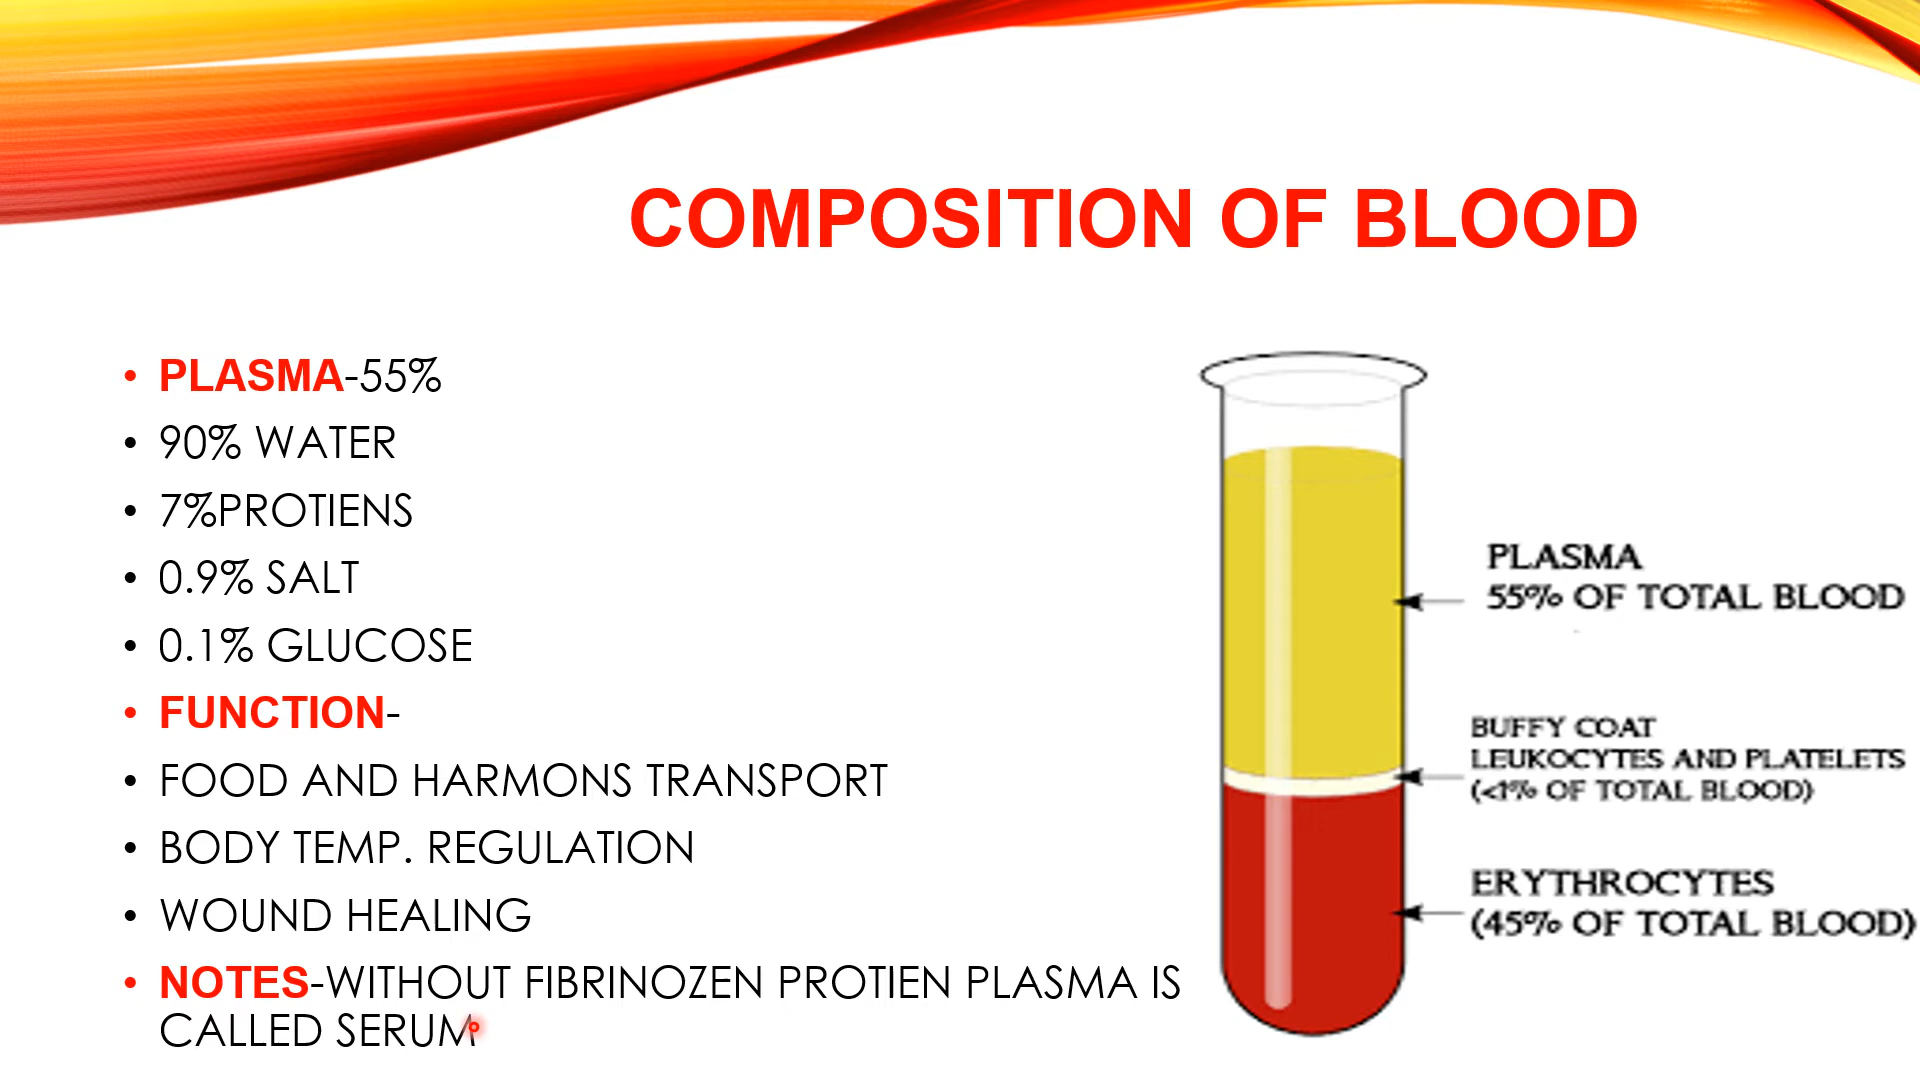 COMPOSITION OF BLOOD
• PLASMA-55%
• 90% WATER
• 7%PROTIENS
• 0.9% SALT
• 0.1% GLUCOSE
• FUNCTION-
• FOOD AND HARMONS TRANSPORT
• BODY TEMP. REGULATION
• WOUND HEALING
• NOTES-WITHOUT FIBRINOZEN PROTIEN PLASMA IS
CALLED SERUM
PLASMA
55% OF TOTAL BLOOD
BUFFY COAT
LEUKOCYTES AND PLATELETS
(<1% OF TOTAL BLOOD)
ERYTHROCYTES
(45% OF TOTAL BLOOD)